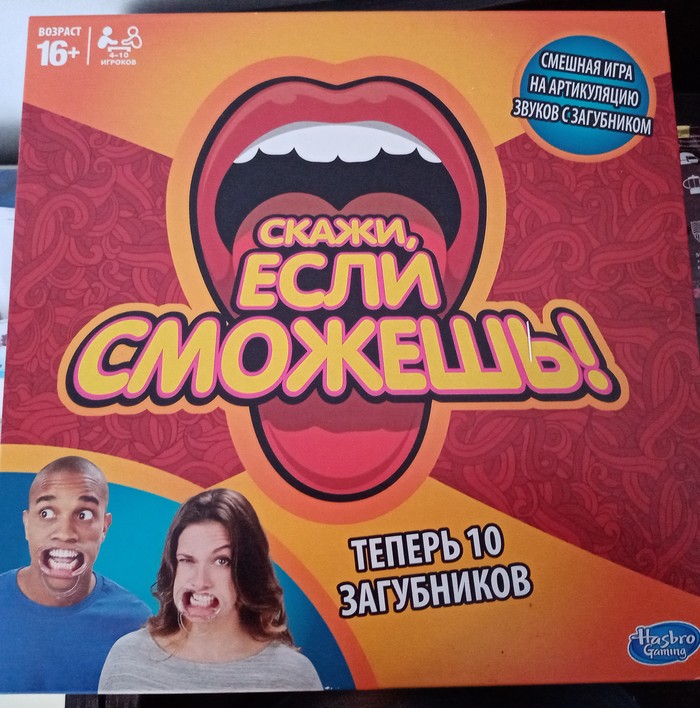 ВОЗРАСТ
16+
4-10
ИГРОКОВ
СМЕШНАЯ ИГРА
НА АРТИКУЛЯЦИЮ
ЗВУКОВ С ЗАГУБНИКОМ
СКАЖИ,
ЕСЛИ
СМОЖЕШЬ!
ТЕПЕРЬ 10
ЗАГУБНИКОВ
Hasbro
Gaming